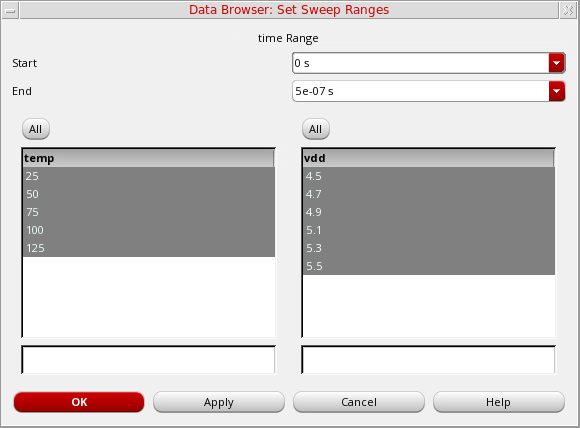 Data Browser: Set Sweep Ranges
time Range
Start 0 s
End 5e-07 s
All All
temp vdd
25 4.5
50 4.7
75 4.9
100 5.1
125 5.3
5.5
OK Apply Cancel Help